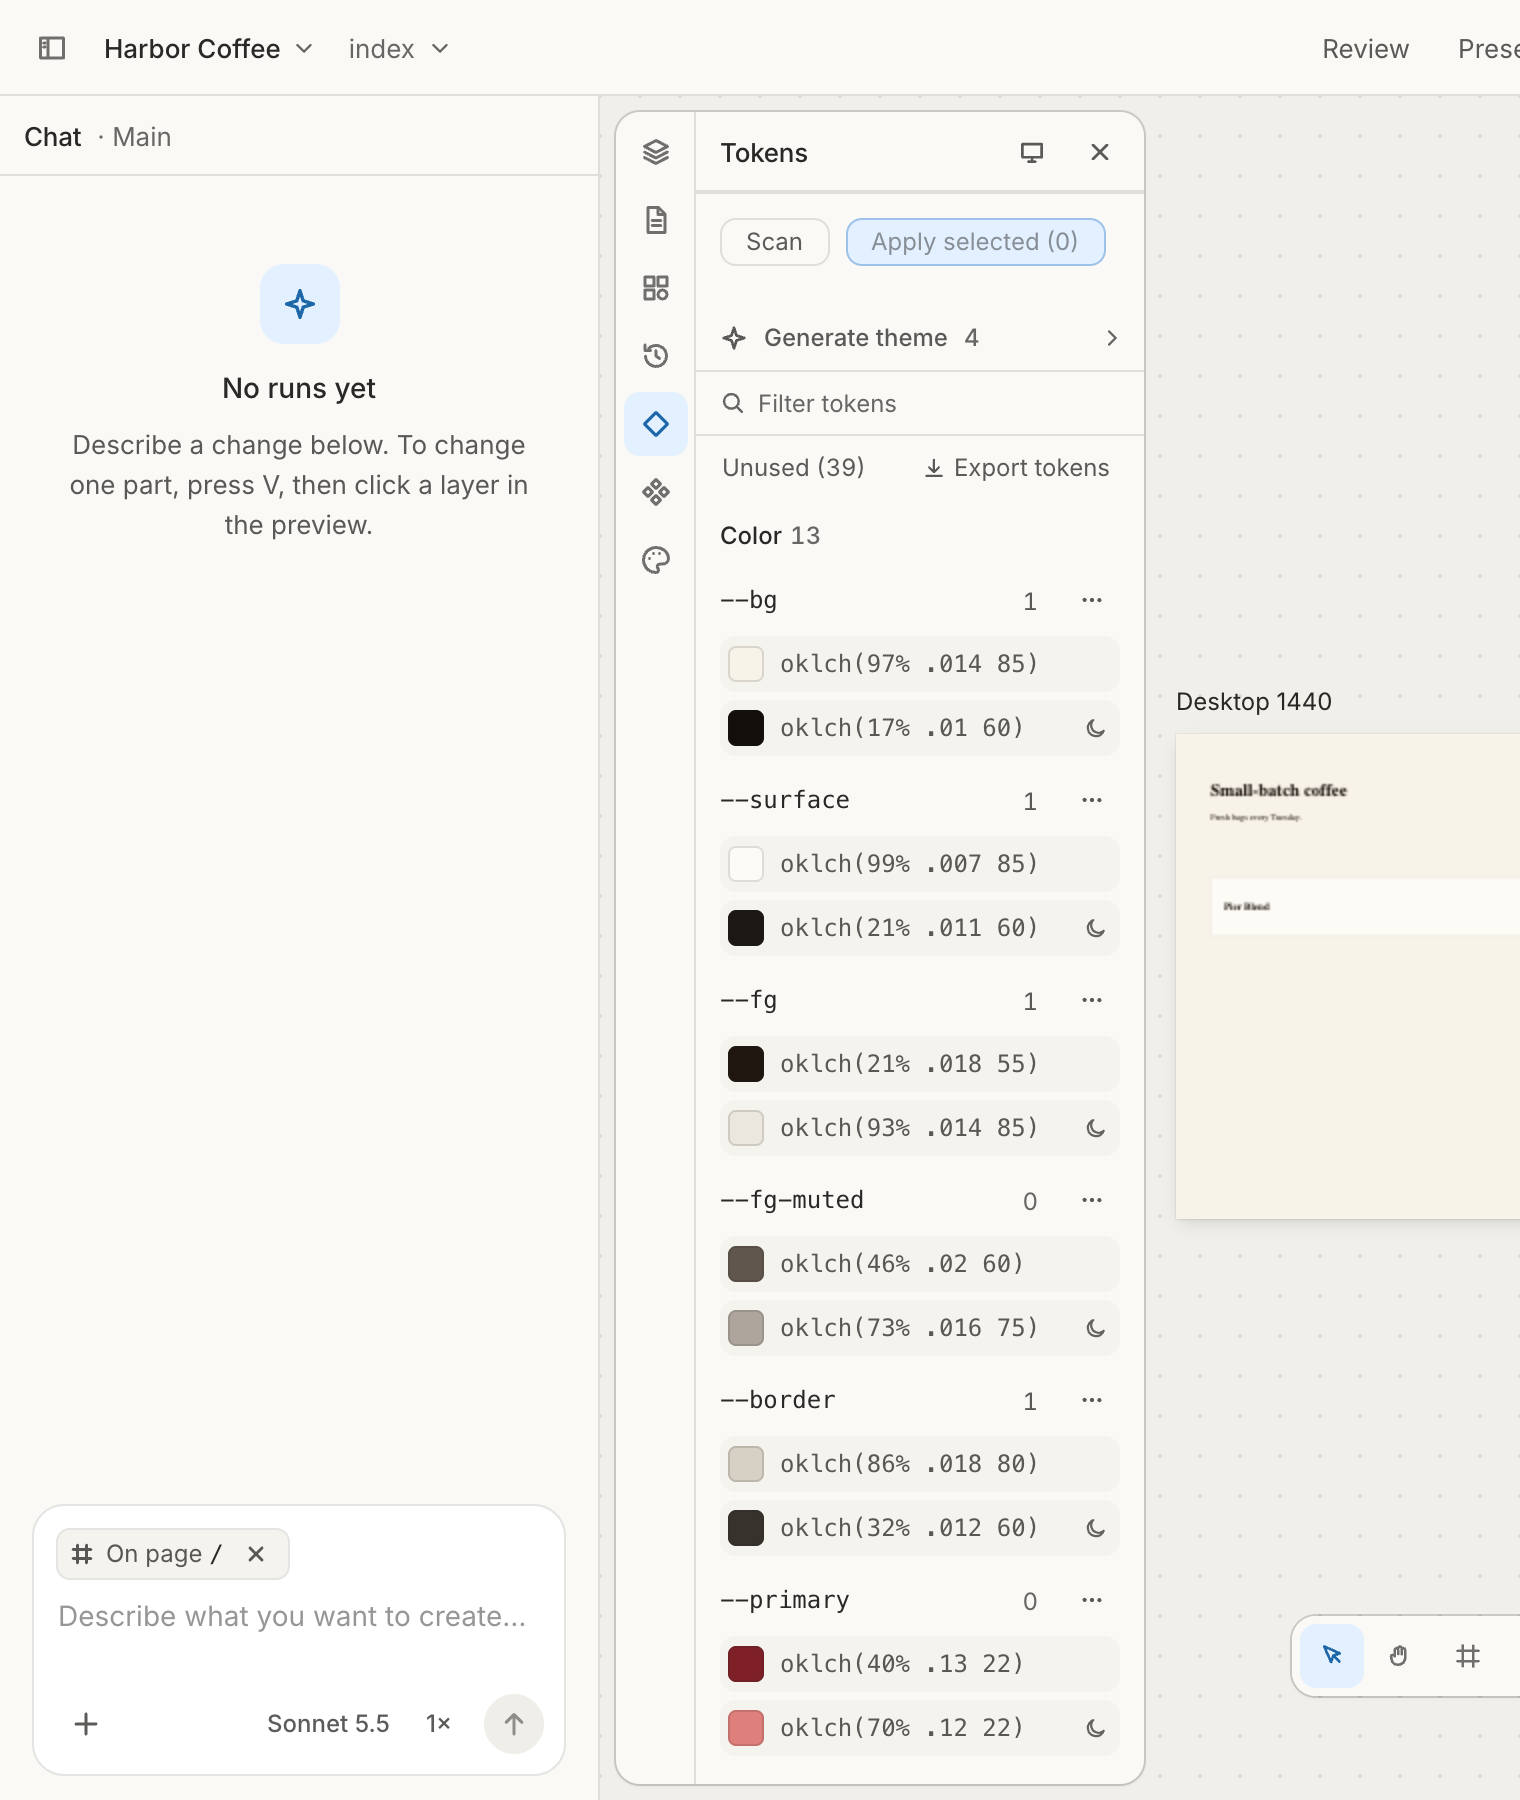 Harbor Coffee
index
Review
Prese
Chat · Main
No runs yet
Describe a change below. To change
one part, press V, then click a layer in
the preview.
On page /
Describe what you want to create...
Sonnet 5.5
1×
Tokens
Scan
Apply selected (0)
Generate theme 4
Filter tokens
Unused (39)
Export tokens
Color 13
--bg 1
oklch(97% .014 85)
oklch(17% .01 60)
--surface 1
oklch(99% .007 85)
oklch(21% .011 60)
--fg 1
oklch(21% .018 55)
oklch(93% .014 85)
--fg-muted 0
oklch(46% .02 60)
oklch(73% .016 75)
--border 1
oklch(86% .018 80)
oklch(32% .012 60)
--primary 0
oklch(40% .13 22)
oklch(70% .12 22)
Desktop 1440
Small-batch coffee
Fresh bags every Tuesday.
Pier Blend